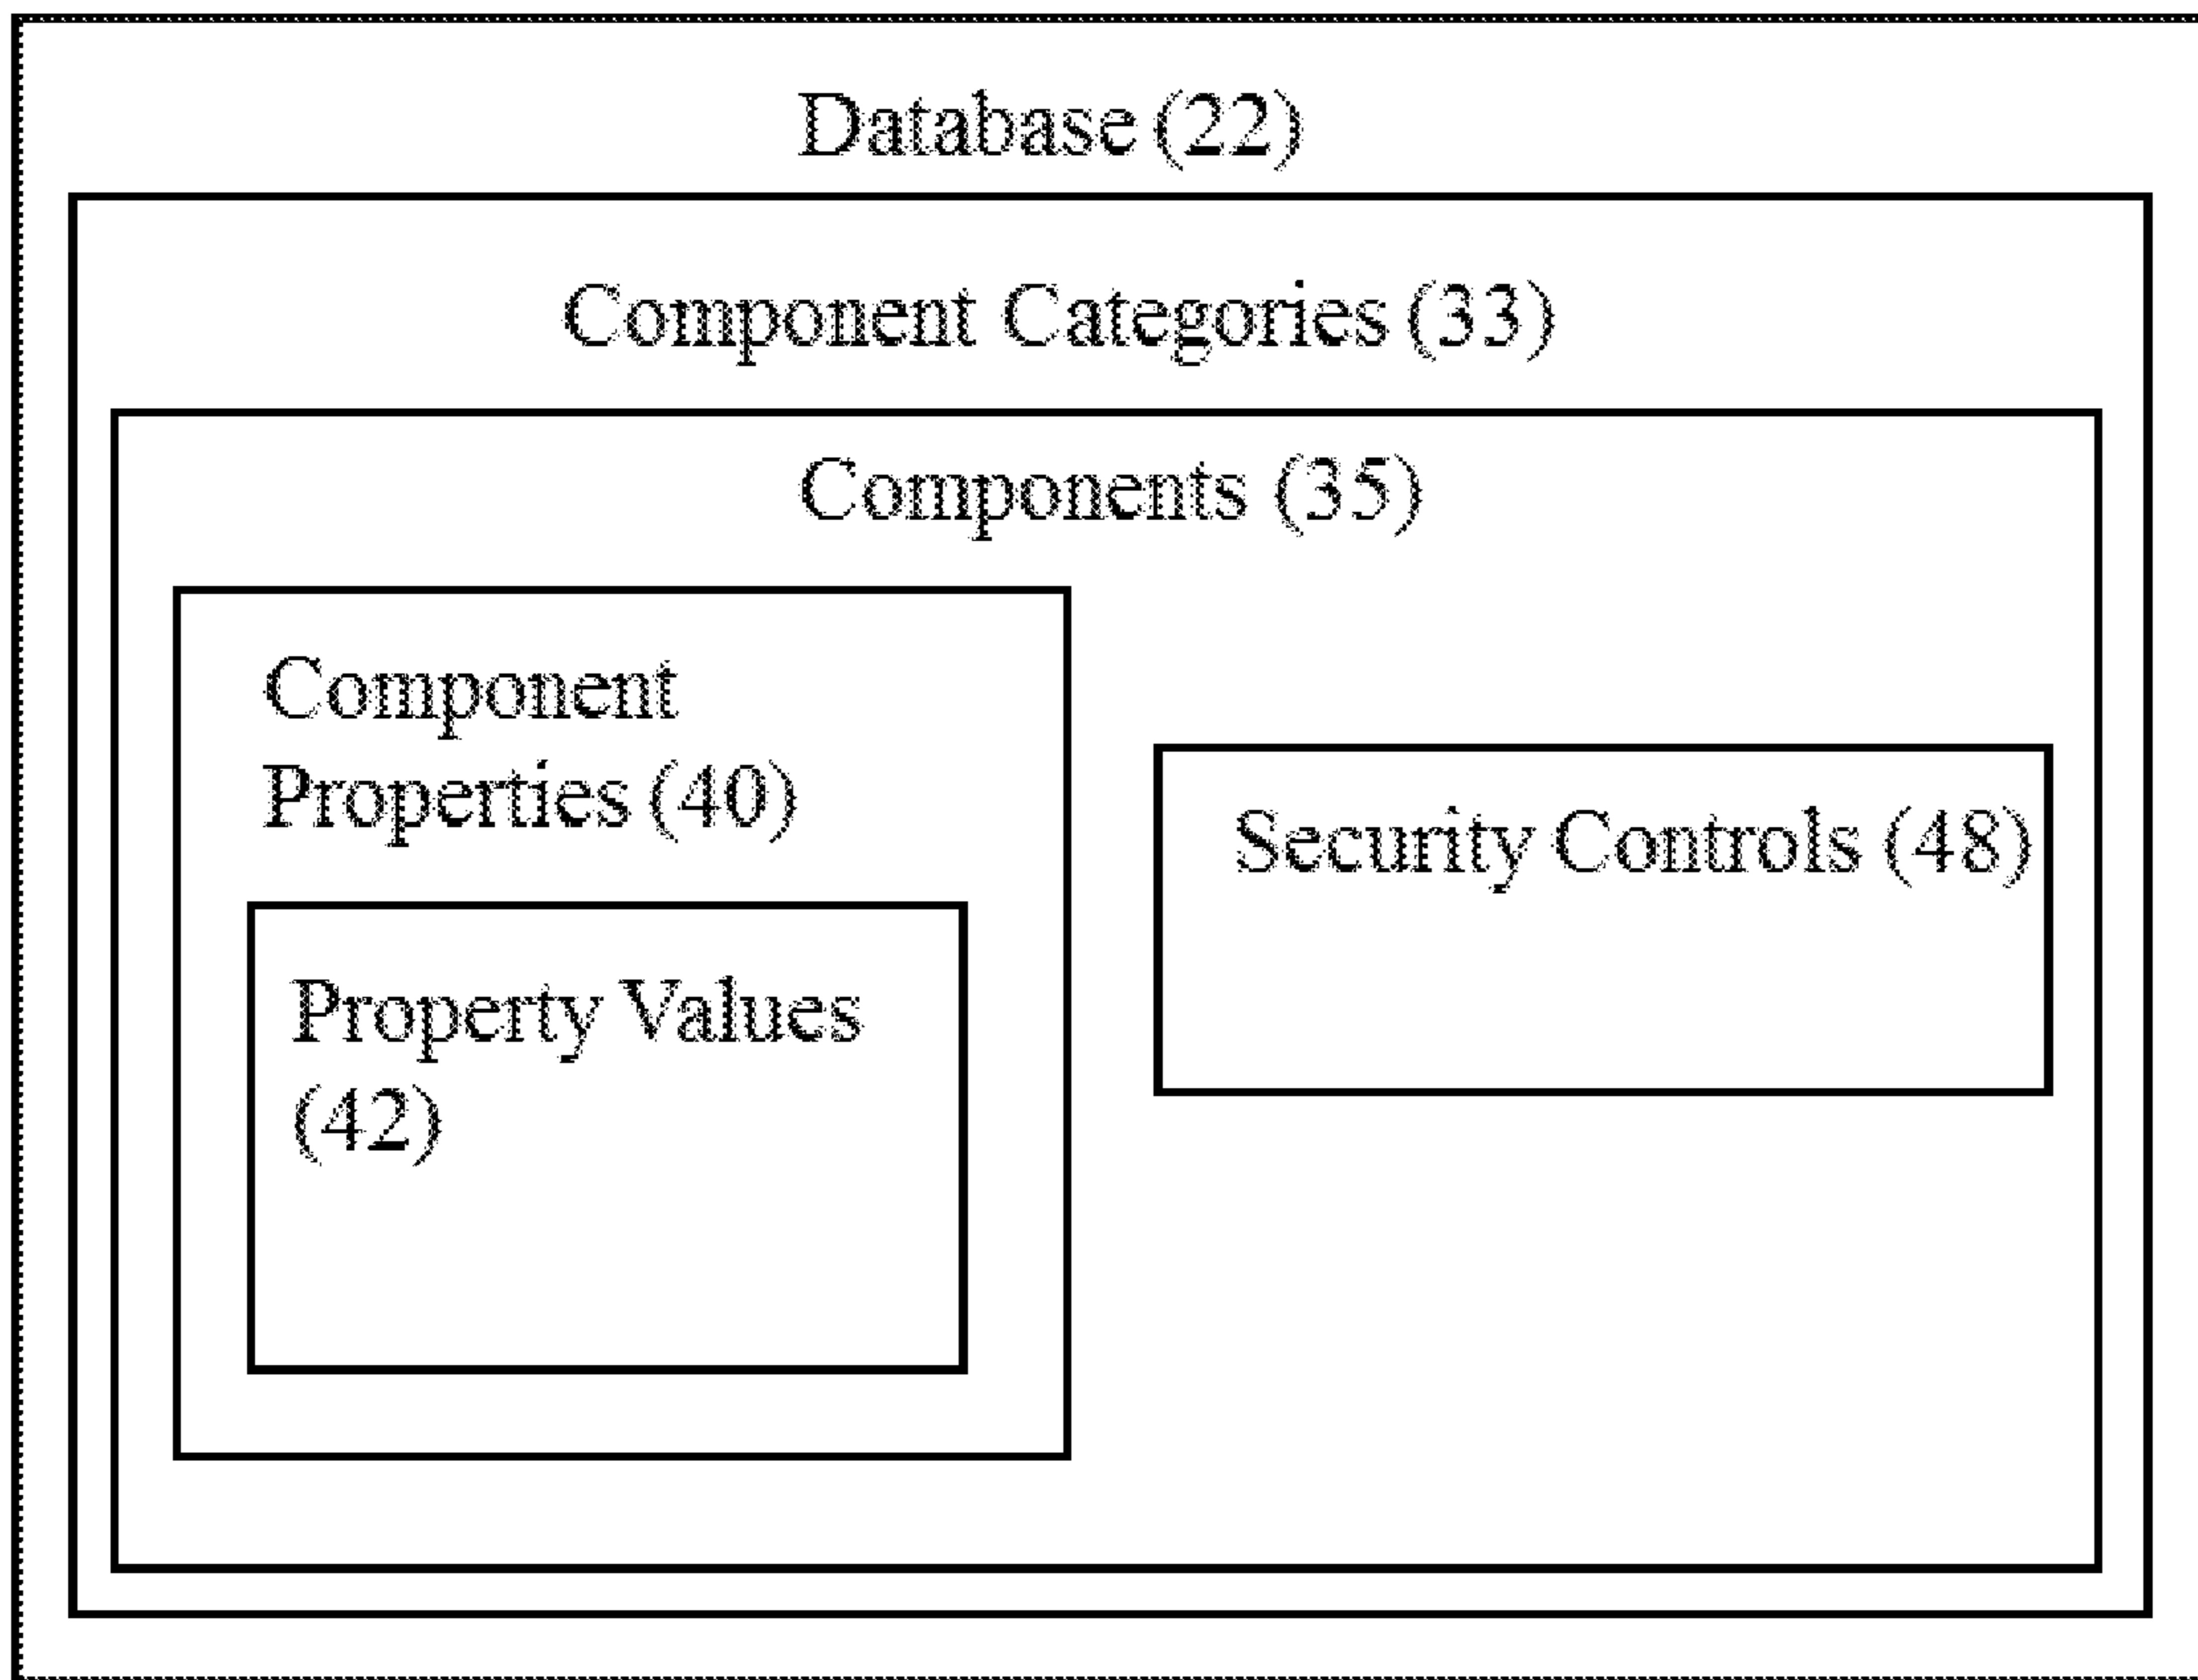 Database (22)
Component Categories (33)
Components (35)
Component
Properties (40)
Security Controls (48)
Property Values
(42)